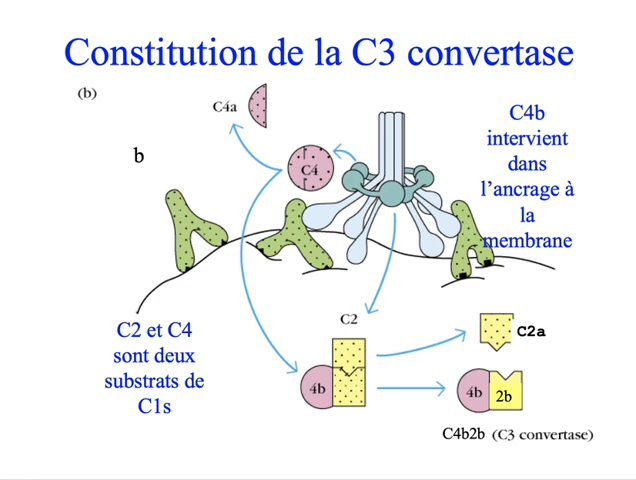 Constitution de la C3 convertase
(b)
C4a
C4b
intervient
dans
l’ancrage à
la
membrane
b
C4
C2
C2a
C2 et C4
sont deux
substrats de
C1s
4b
4b
2b
C4b2b (C3 convertase)